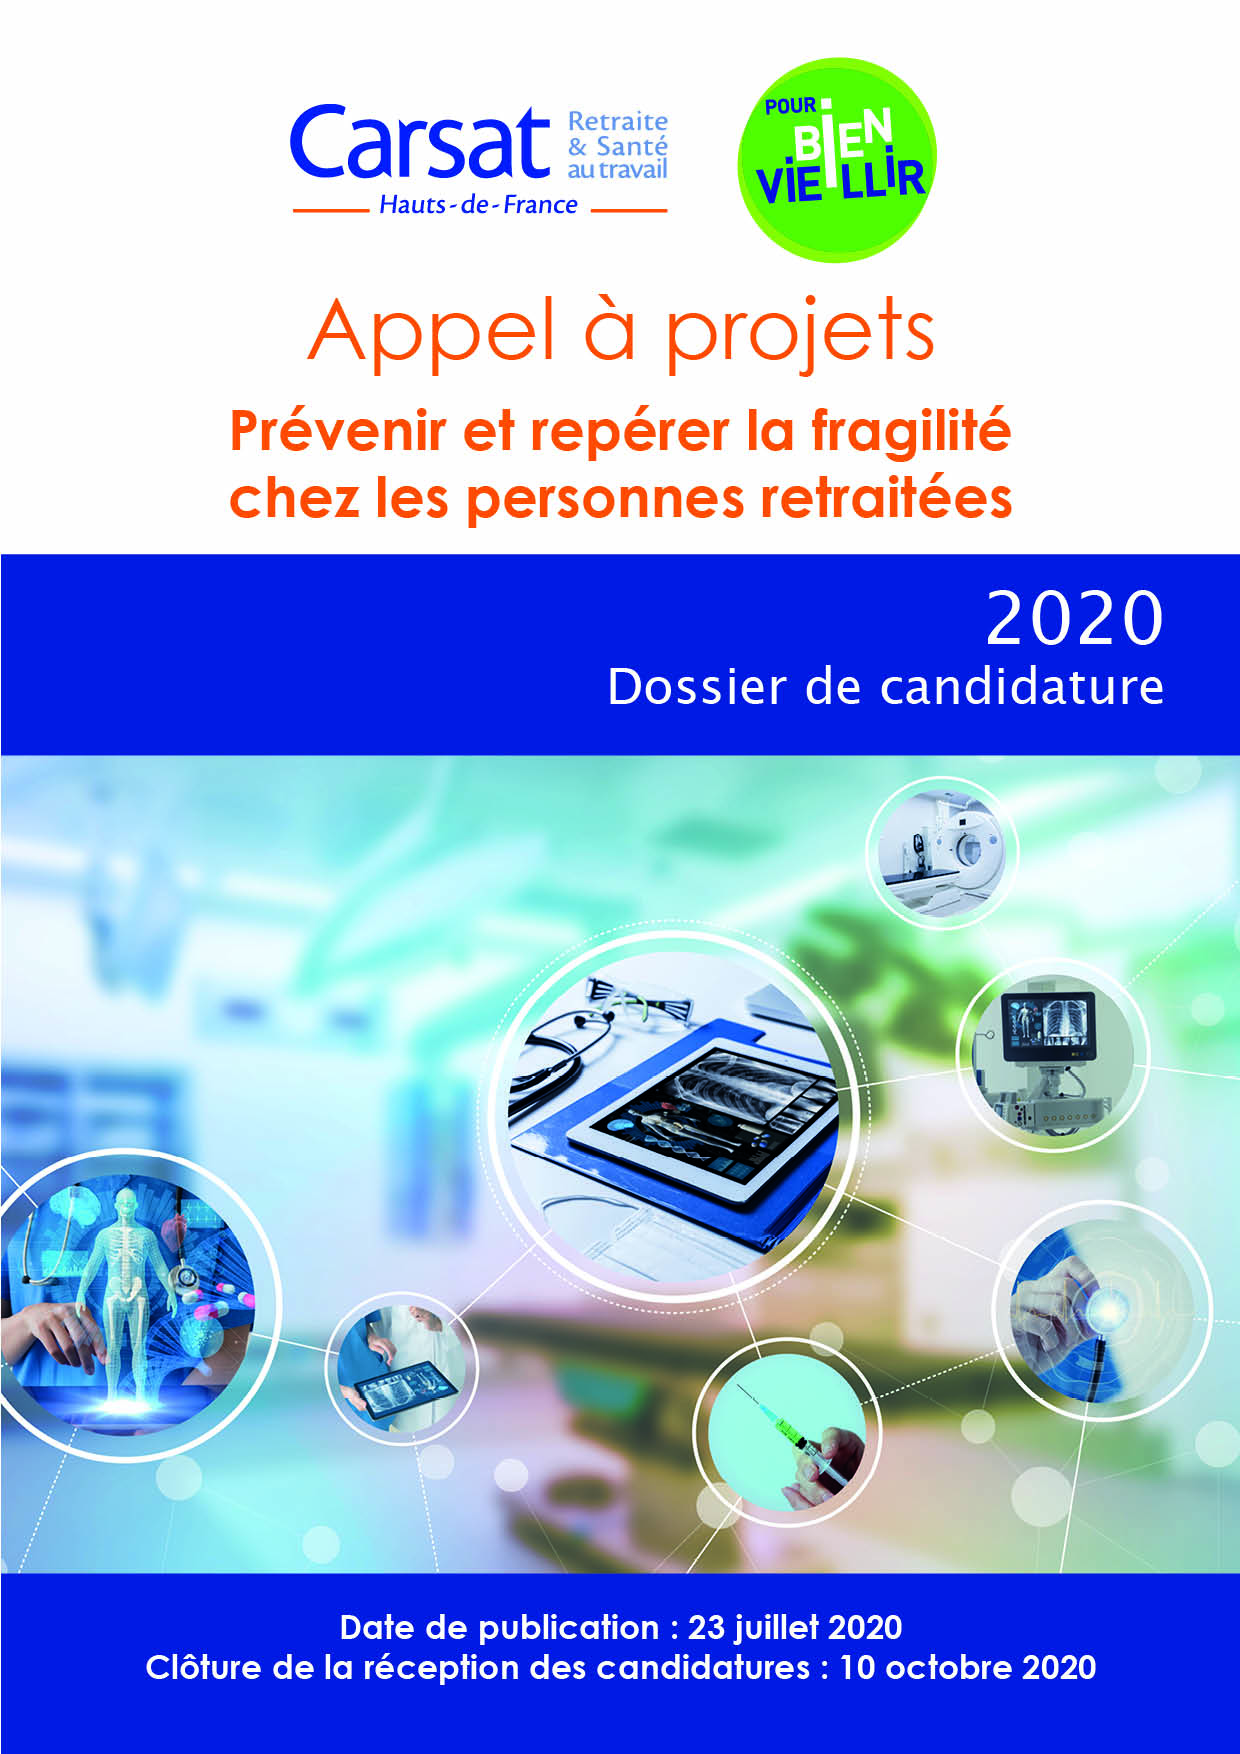 Carsat
Retraite
& Santé
au travail
Hauts-de-France
POUR
BIEN
VIEILLIR
Appel à projets
Prévenir et repérer la fragilité
chez les personnes retraitées
2020
Dossier de candidature
Date de publication : 23 juillet 2020
Clôture de la réception des candidatures : 10 octobre 2020